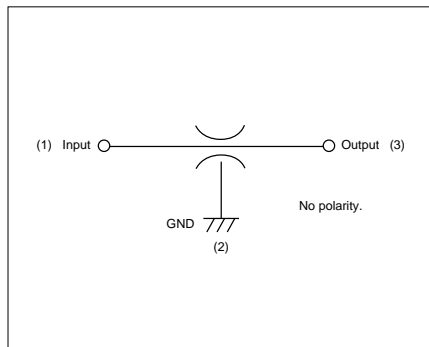 (1) Input Output (3)
No polarity.
GND
(2)